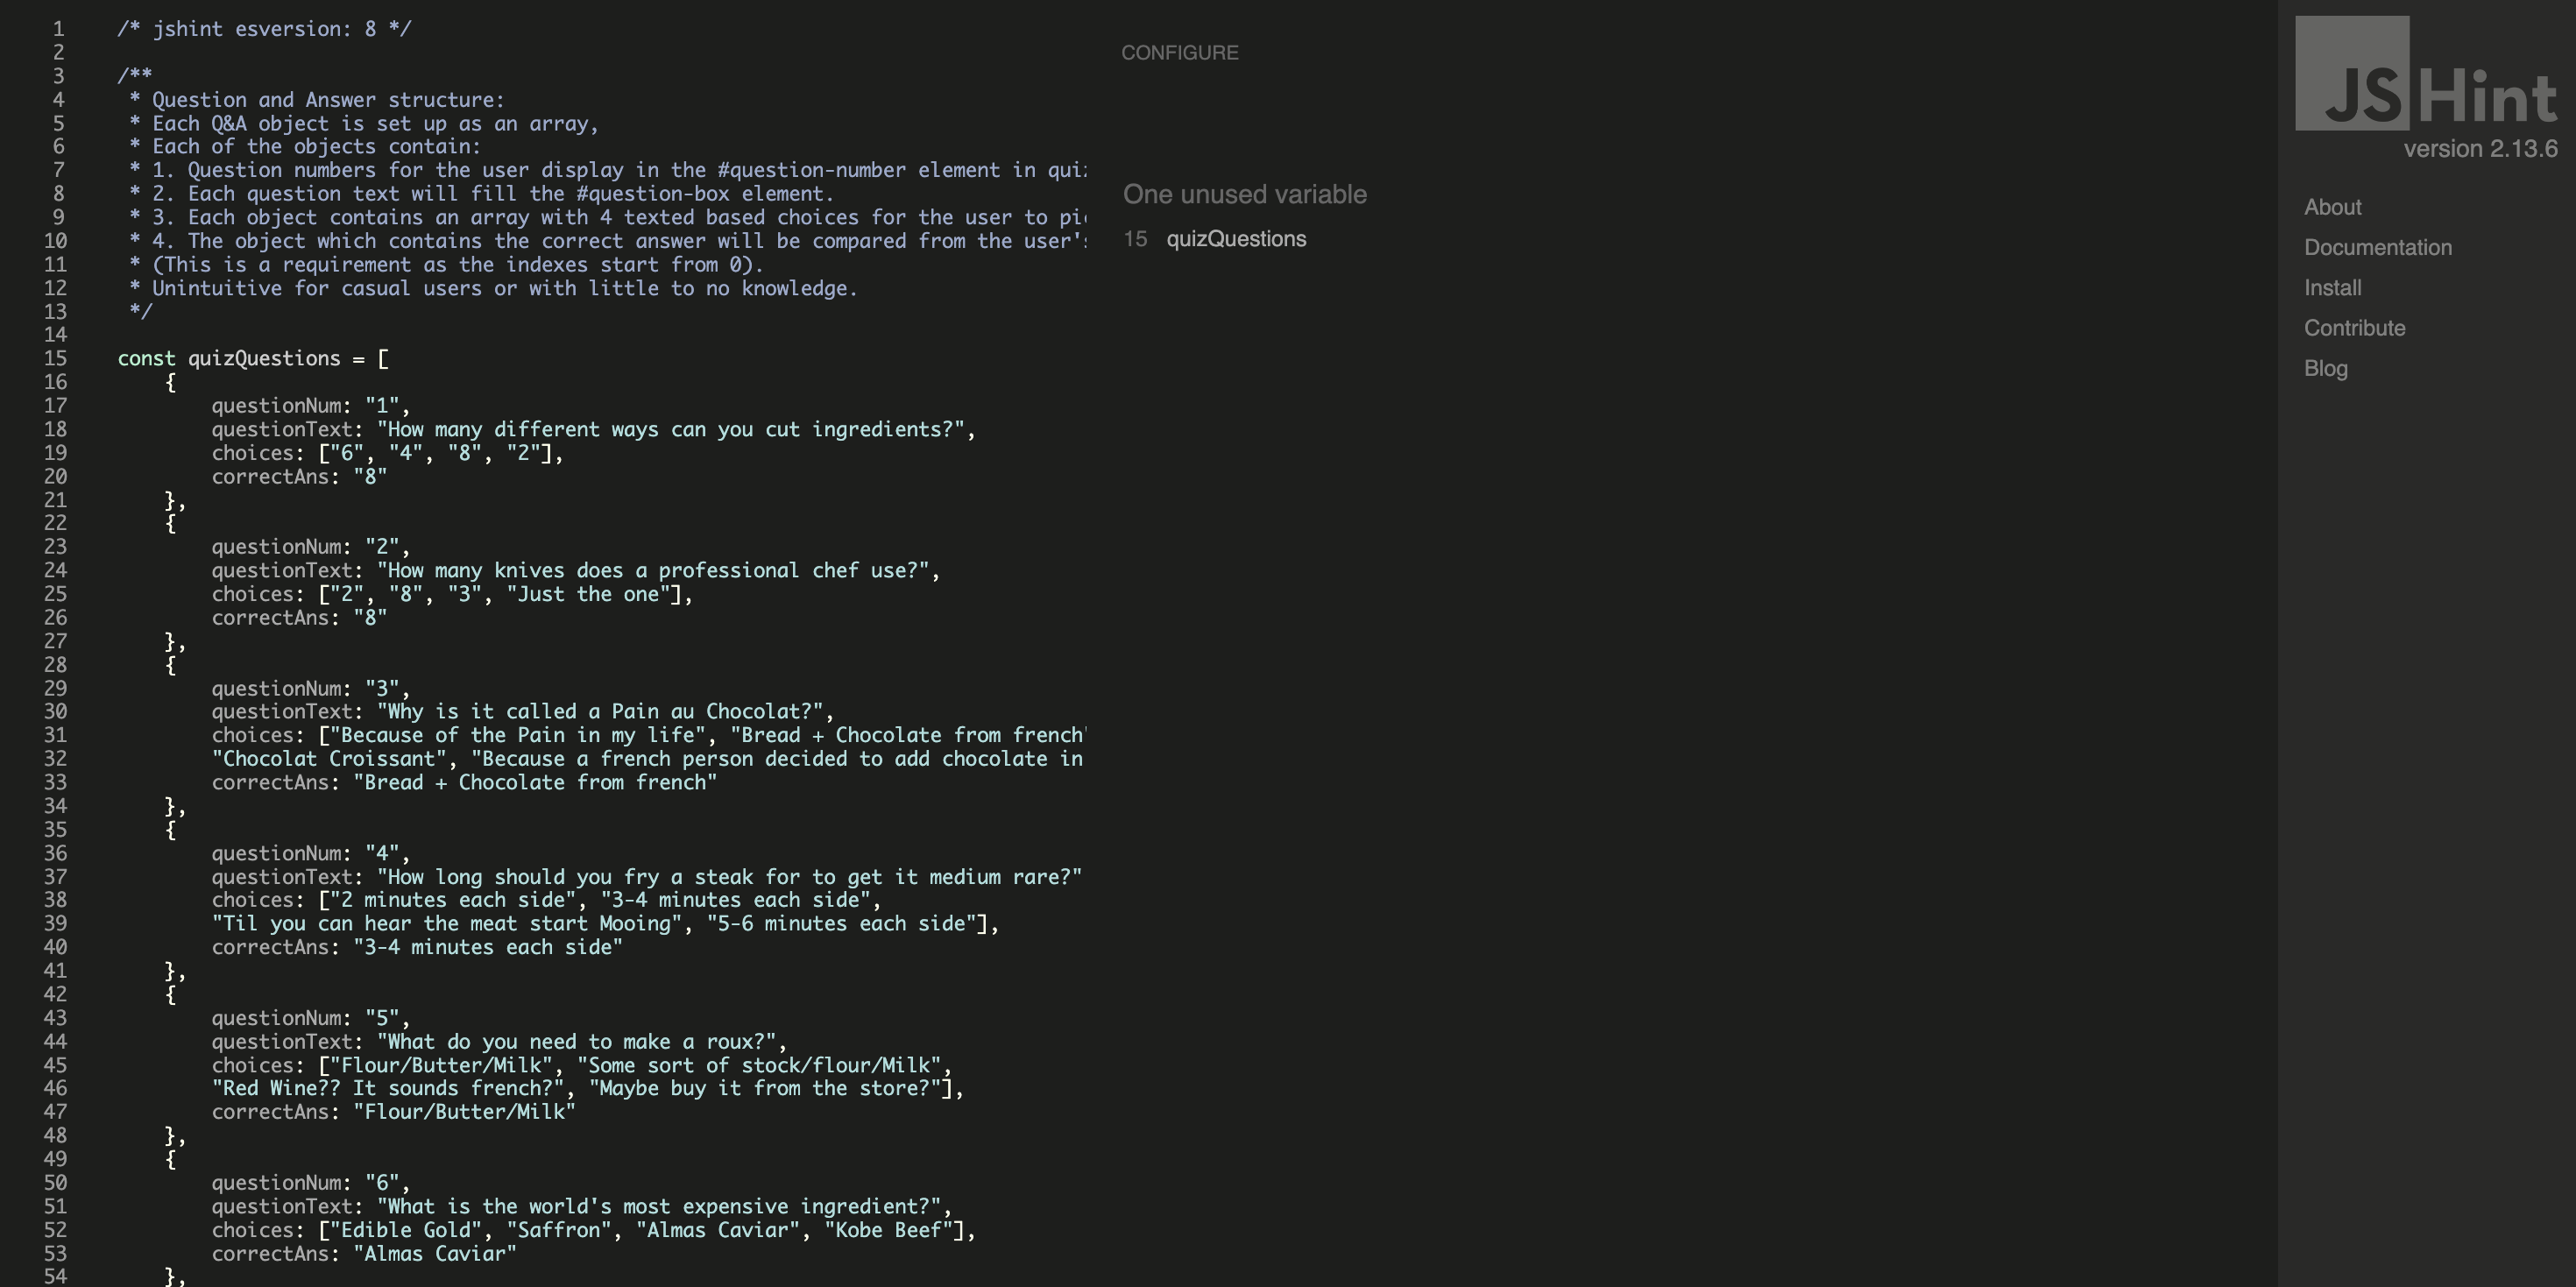 1 /* jshint esversion: 8 */
2
3 /**
4 * Question and Answer structure:
5 * Each Q&A object is set up as an array,
6 * Each of the objects contain:
7 * 1. Question numbers for the user display in the #question-number element in
8 * 2. Each question text will fill the #question-box element.
9 * 3. Each object contains an array with 4 texted based choices for the user to
10 * 4. The object which contains the correct answer will be compared from the user's
11 * (This is a requirement as the indexes start from 0).
12 * Unintuitive for casual users or with little to no knowledge.
13 */
14
15 const quizQuestions = [
16 {
17 questionNum: "1",
18 questionText: "How many different ways can you cut ingredients?",
19 choices: ["6", "4", "8", "2"],
20 correctAns: "8"
21 },
22 {
23 questionNum: "2",
24 questionText: "How many knives does a professional chef use?",
25 choices: ["2", "8", "3", "Just the one"],
26 correctAns: "8"
27 },
28 {
29 questionNum: "3",
30 questionText: "Why is it called a Pain au Chocolat?",
31 choices: ["Because of the Pain in my life", "Bread + Chocolate from french"
32 "Chocolat Croissant", "Because a french person decided to add chocolate in
33 correctAns: "Bread + Chocolate from french"
34 },
35 {
36 questionNum: "4",
37 questionText: "How long should you fry a steak for to get it medium rare?"
38 choices: ["2 minutes each side", "3-4 minutes each side",
39 "Til you can hear the meat start Mooing", "5-6 minutes each side"],
40 correctAns: "3-4 minutes each side"
41 },
42 {
43 questionNum: "5",
44 questionText: "What do you need to make a roux?",
45 choices: ["Flour/Butter/Milk", "Some sort of stock/flour/Milk",
46 "Red Wine?? It sounds french?", "Maybe buy it from the store?"],
47 correctAns: "Flour/Butter/Milk"
48 },
49 {
50 questionNum: "6",
51 questionText: "What is the world's most expensive ingredient?",
52 choices: ["Edible Gold", "Saffron", "Almas Caviar", "Kobe Beef"],
53 correctAns: "Almas Caviar"
54 },
CONFIGURE
One unused variable
15 quizQuestions
JSHint
version 2.13.6
About
Documentation
Install
Contribute
Blog